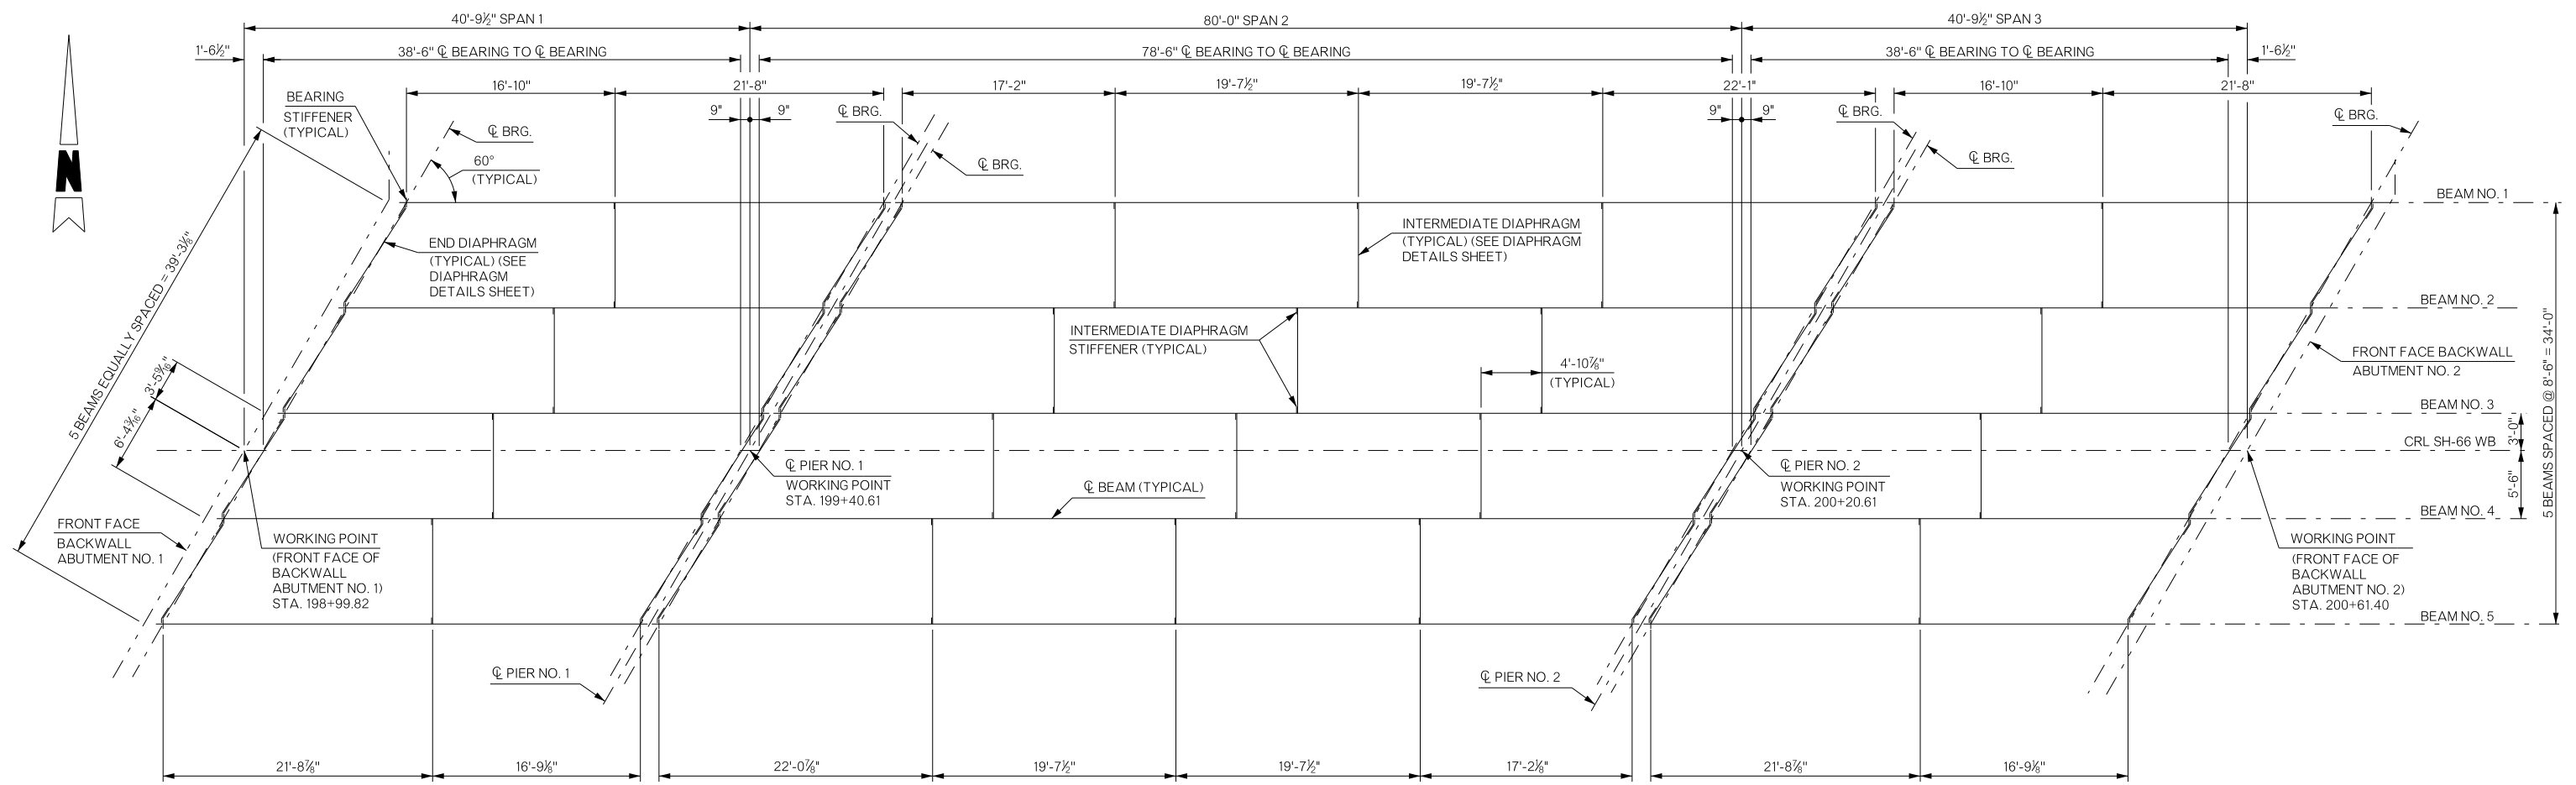 40'-9½" SPAN 1
80'-0" SPAN 2
40'-9½" SPAN 3
1'-6½"
38'-6" ℄ BEARING TO ℄ BEARING
78'-6" ℄ BEARING TO ℄ BEARING
38'-6" ℄ BEARING TO ℄ BEARING
1'-6½"
16'-10"
21'-8"
17'-2"
19'-7½"
19'-7½"
22'-1"
16'-10"
21'-8"
BEARING
STIFFENER
(TYPICAL)
℄ BRG.
60°
(TYPICAL)
9"
9"
℄ BRG.
℄ BRG.
9"
9"
℄ BRG.
℄ BRG.
℄ BRG.
N
BEAM NO. 1
END DIAPHRAGM
(TYPICAL) (SEE
DIAPHRAGM
DETAILS SHEET)
INTERMEDIATE DIAPHRAGM
(TYPICAL) (SEE DIAPHRAGM
DETAILS SHEET)
5 BEAMS EQUALLY SPACED = 39'-3⅛"
BEAM NO. 2
INTERMEDIATE DIAPHRAGM
STIFFENER (TYPICAL)
4'-10⅞"
(TYPICAL)
FRONT FACE BACKWALL
ABUTMENT NO. 2
3'-5 9/16"
6'-4 3/16"
BEAM NO. 3
3'-0"
CRL SH-66 WB
5'-6"
5 BEAMS SPACED @ 8'-6" = 34'-0"
℄ PIER NO. 1
WORKING POINT
STA. 199+40.61
℄ BEAM (TYPICAL)
℄ PIER NO. 2
WORKING POINT
STA. 200+20.61
BEAM NO. 4
FRONT FACE
BACKWALL
ABUTMENT NO. 1
WORKING POINT
(FRONT FACE OF
BACKWALL
ABUTMENT NO. 1)
STA. 198+99.82
WORKING POINT
(FRONT FACE OF
BACKWALL
ABUTMENT NO. 2)
STA. 200+61.40
BEAM NO. 5
℄ PIER NO. 1
℄ PIER NO. 2
21'-8⅞"
16'-9⅛"
22'-0⅞"
19'-7½"
19'-7½"
17'-2⅛"
21'-8⅞"
16'-9⅛"